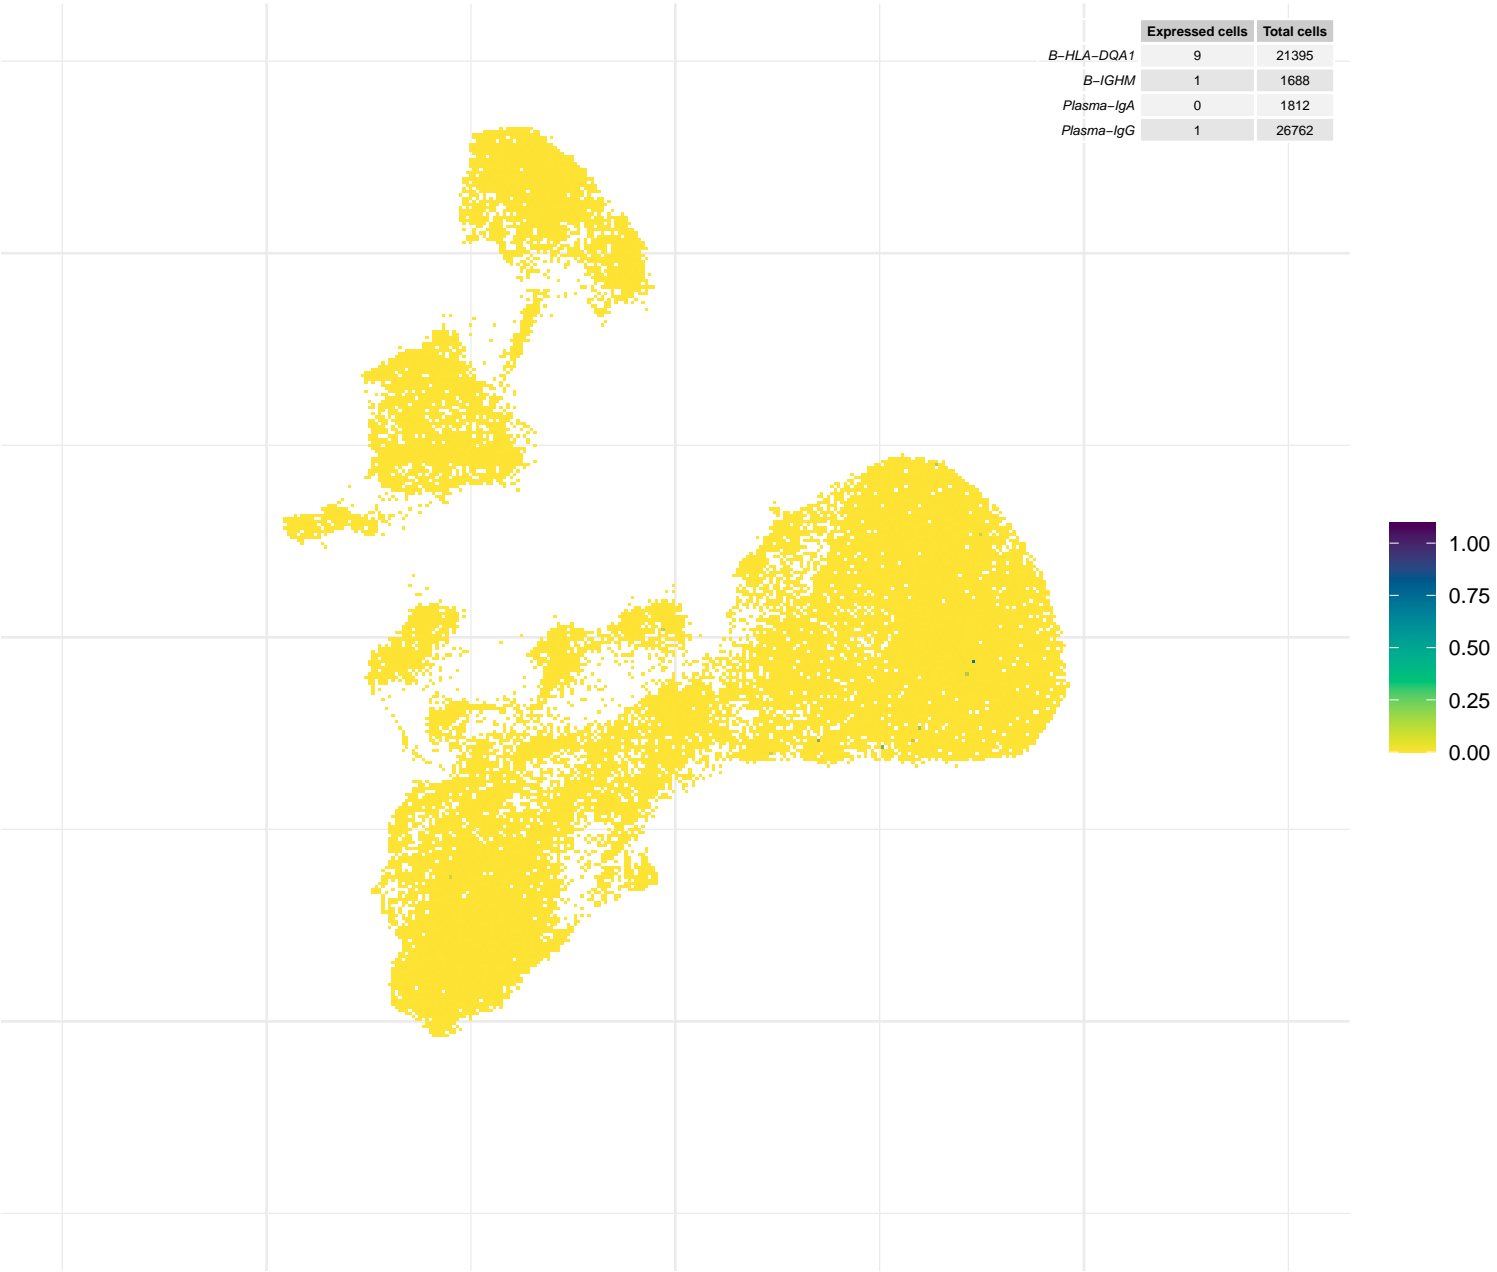 Expressed cells Total cells
B−HLA−DQA1 9 21395
B−IGHM 1 1688
Plasma−IgA 0 1812
Plasma−IgG 1 26762
1.00
0.75
0.50
0.25
0.00